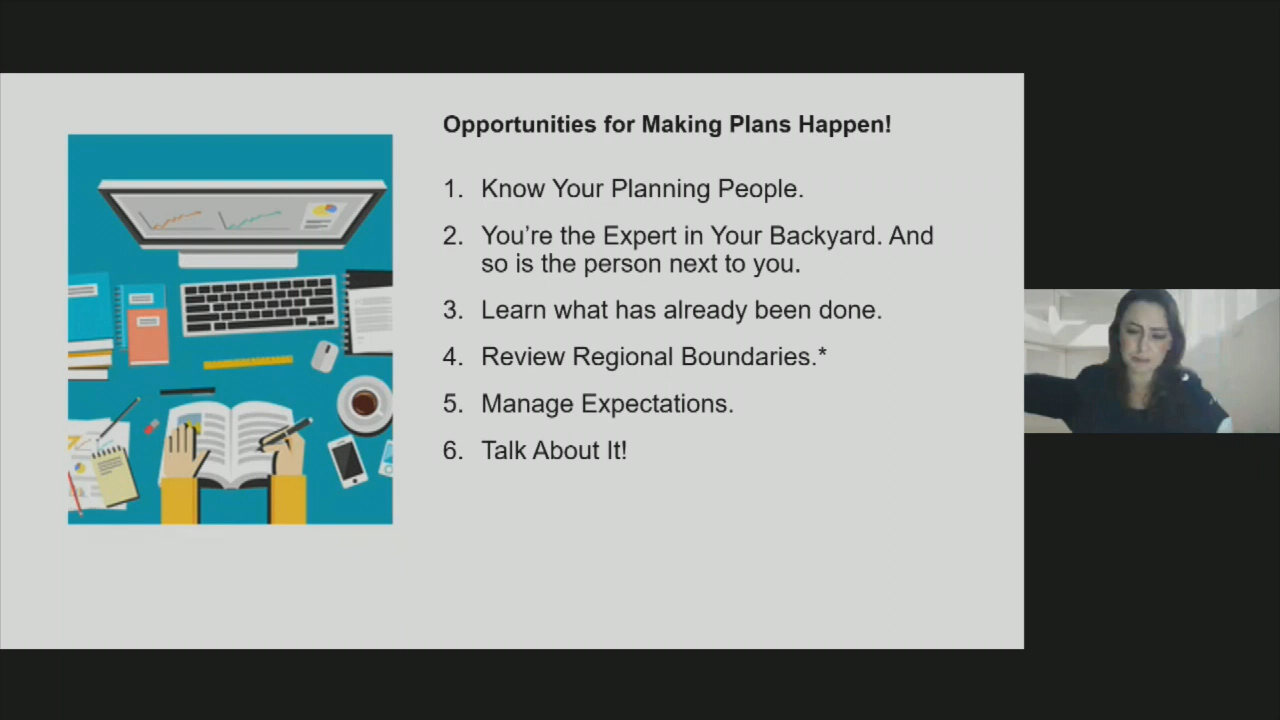 Opportunities for Making Plans Happen!
1. Know Your Planning People.
2. You’re the Expert in Your Backyard. And
so is the person next to you.
3. Learn what has already been done.
4. Review Regional Boundaries.*
5. Manage Expectations.
6. Talk About It!